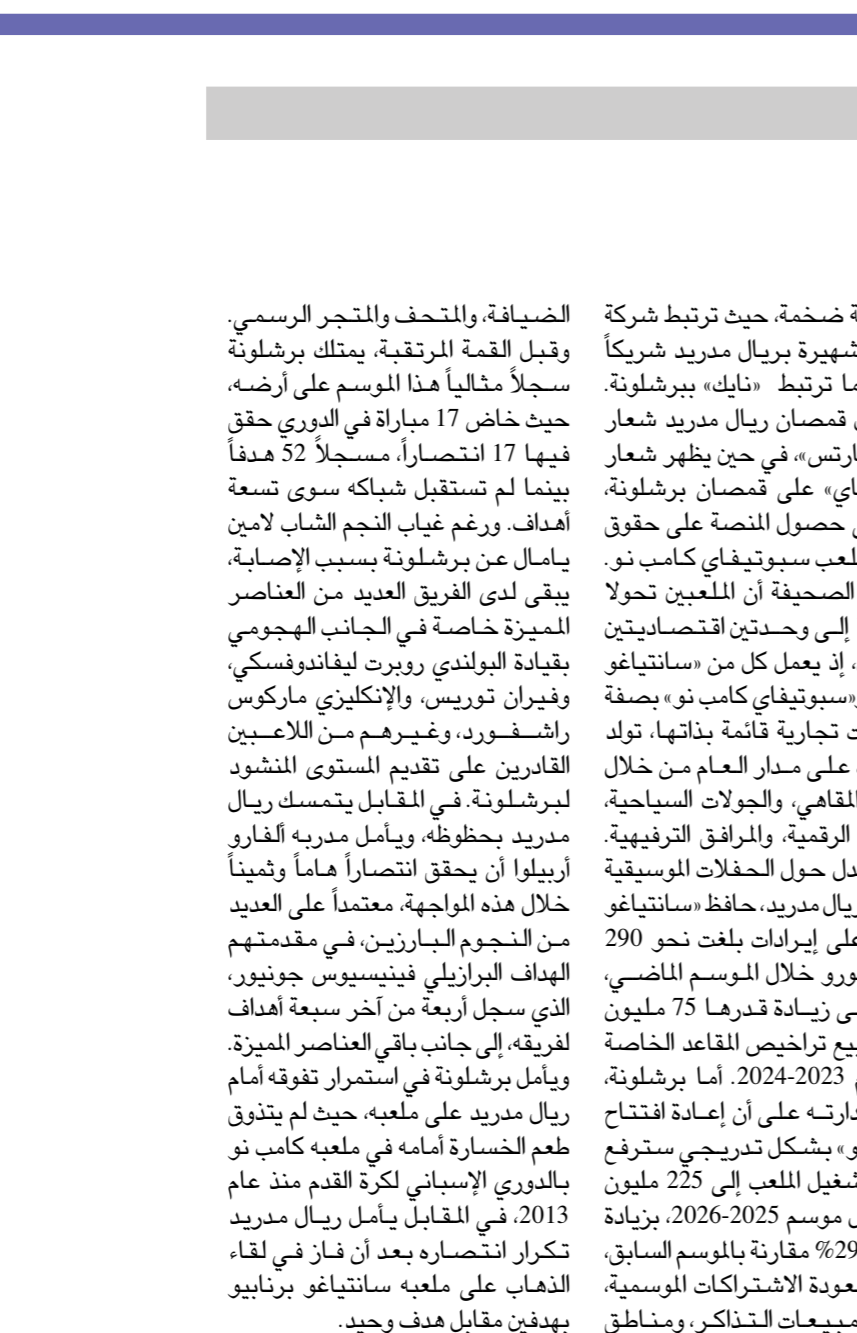 ضخمة، حيث ترتبط شركة
بريال مدريد شريكاً
ترتبط «نايك» ببرشلونة.
قمصان ريال مدريد شعار
في حين يظهر شعار
على قمصان برشلونة،
حصول المنصة على حقوق
سبوتيفاي كامب نو.
الصحيفة أن الملعبين تحولا
إلى وحدتين اقتصاديتين
إذ يعمل كل من «سانتياغو
و«سبوتيفاي كامب نو» بصفة
تجارية قائمة بذاتها، تولد
على مدار العام من خلال
المقاهي، والجولات السياحية،
الرقمية، والمرافق الترفيهية.
حول الحفلات الموسيقية
ريال مدريد، حافظ «سانتياغو
على إيرادات بلغت نحو 290
خلال الموسم الماضي،
زيادة قدرها 75 مليون
تراخيص المقاعد الخاصة
2023-2024. أما برشلونة،
على أن إعادة افتتاح
بشكل تدريجي سترفع
الملعب إلى 225 مليون
موسم 2025-2026، بزيادة
29% مقارنة بالموسم السابق،
الاشتراكات الموسمية،
التذاكر، ومناطق
الضيافة، والمتحف والمتجر الرسمي.
وقبل القمة المرتقبة، يمتلك برشلونة
سجلاً مثالياً هذا الموسم على أرضه،
حيث خاض 17 مباراة في الدوري حقق
فيها 17 انتصاراً، مسجلاً 52 هدفاً
بينما لم تستقبل شباكه سوى تسعة
أهداف. ورغم غياب النجم الشاب لامين
يامال عن برشلونة بسبب الإصابة،
يبقى لدى الفريق العديد من العناصر
المميزة خاصة في الجانب الهجومي
بقيادة البولندي روبرت ليفاندوفسكي،
وفيران توريس، والإنكليزي ماركوس
راشفورد، وغيرهم من اللاعبين
القادرين على تقديم المستوى المنشود
لبرشلونة. في المقابل يتمسك ريال
مدريد بحظوظه، ويأمل مدربه ألفارو
أربيلوا أن يحقق انتصاراً هاماً وثميناً
خلال هذه المواجهة، معتمداً على العديد
من النجوم البارزين، في مقدمتهم
الهداف البرازيلي فينيسيوس جونيور،
الذي سجل أربعة من آخر سبعة أهداف
لفريقه، إلى جانب باقي العناصر المميزة.
ويأمل برشلونة في استمرار تفوقه أمام
ريال مدريد على ملعبه، حيث لم يتذوق
طعم الخسارة أمامه في ملعبه كامب نو
بالدوري الإسباني لكرة القدم منذ عام
2013، في المقابل يأمل ريال مدريد
تكرار انتصاره بعد أن فاز في لقاء
الذهاب على ملعبه سانتياغو برنابيو
بهدفين مقابل هدف وحيد.